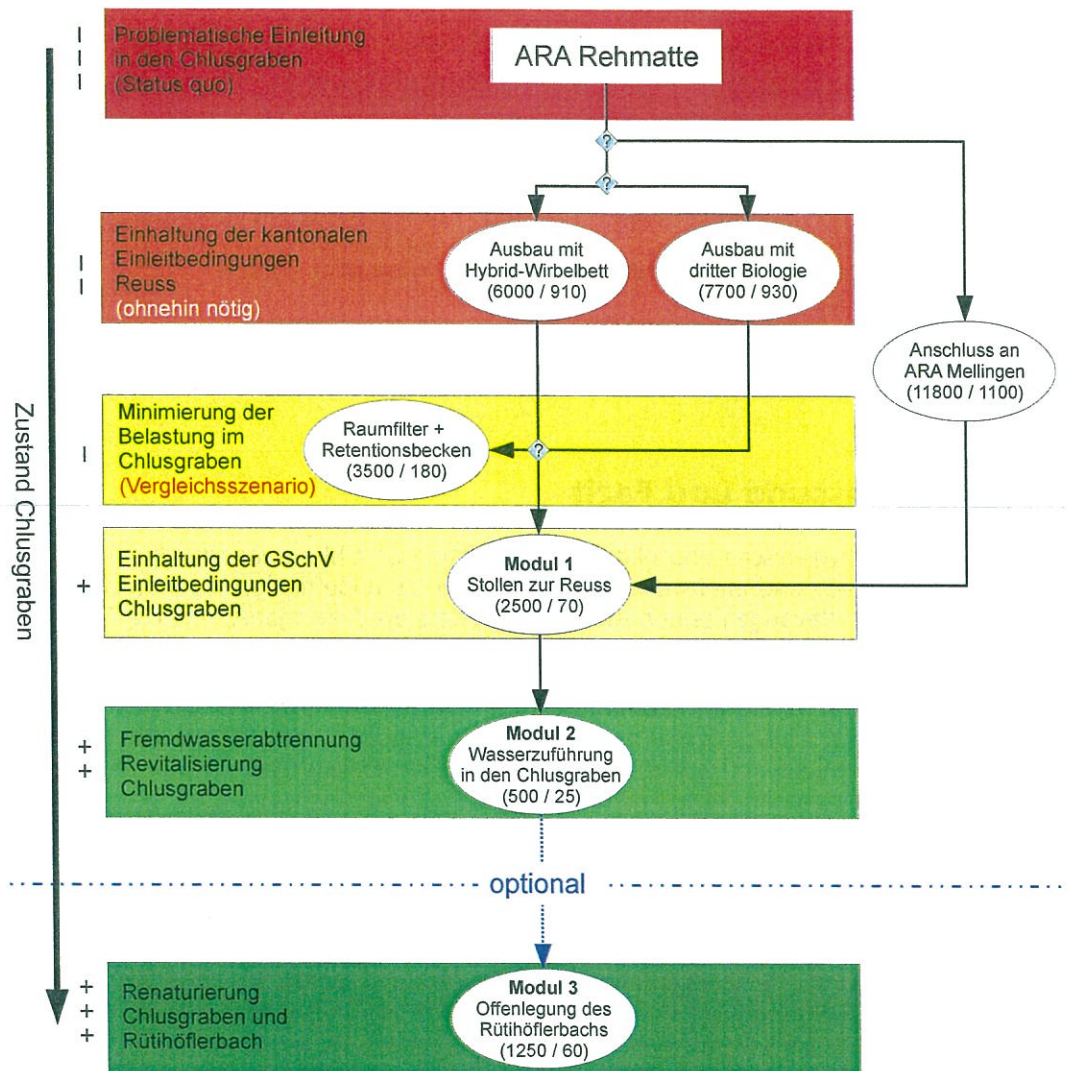 Problematische Einleitung
in den Chlusgraben
(Status quo)
ARA Rehmatte
?
?
Einhaltung der kantonalen
Einleitbedingungen
Reuss
(ohnehin nötig)
Ausbau mit
Hybrid-Wirbelbett
(6000 / 910)
Ausbau mit
dritter Biologie
(7700 / 930)
Anschluss an
ARA Mellingen
(11800 / 1100)
Zustand Chlusgraben
Minimierung der
Belastung im
Chlusgraben
(Vergleichsszenario)
Raumfilter +
Retentionsbecken
(3500 / 180)
?
+
Einhaltung der GSchV
Einleitbedingungen
Chlusgraben
Modul 1
Stollen zur Reuss
(2500 / 70)
+
+
Fremdwasserabtrennung
Revitalisierung
Chlusgraben
Modul 2
Wasserzuführung
in den Chlusgraben
(500 / 25)
optional
+
+
+
Renaturierung
Chlusgraben und
Rütihöflerbach
Modul 3
Offenlegung des
Rütihöflerbachs
(1250 / 60)